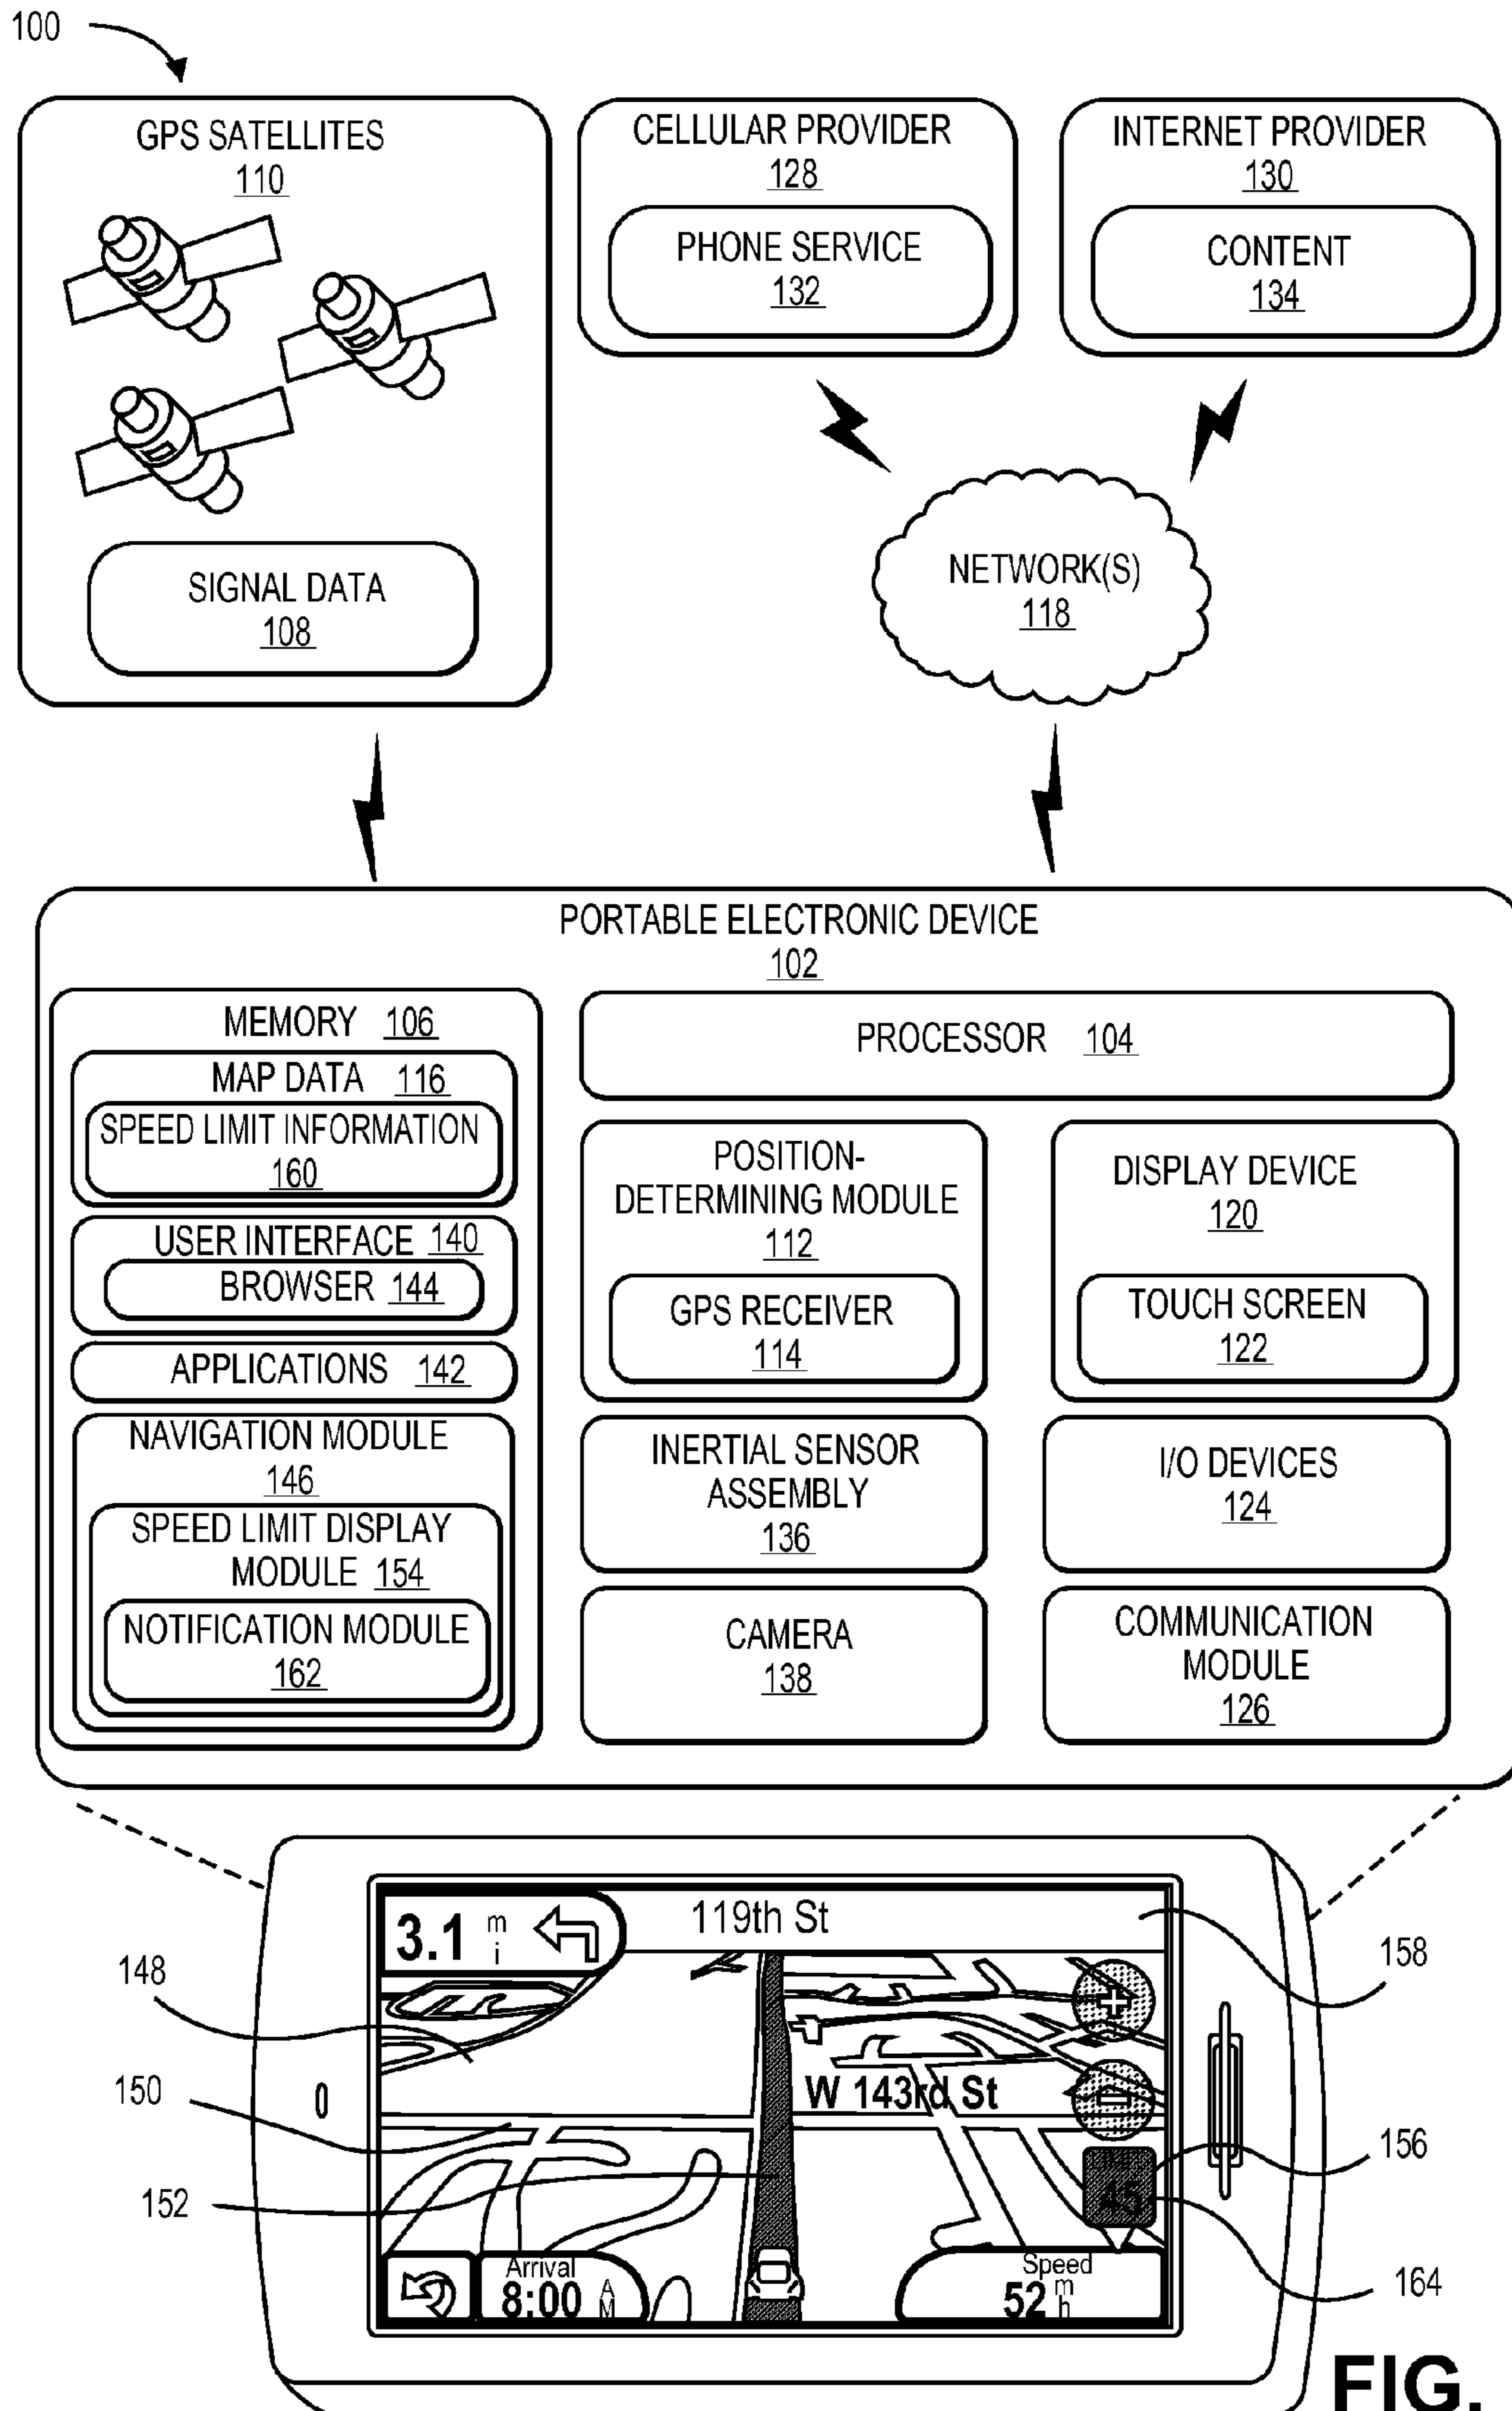 100
GPS SATELLITES
110
SIGNAL DATA
108
CELLULAR PROVIDER
128
PHONE SERVICE
132
INTERNET PROVIDER
130
CONTENT
134
NETWORK(S)
118
PORTABLE ELECTRONIC DEVICE
102
MEMORY 106
MAP DATA 116
SPEED LIMIT INFORMATION
160
USER INTERFACE 140
BROWSER 144
APPLICATIONS 142
NAVIGATION MODULE
146
SPEED LIMIT DISPLAY
MODULE 154
NOTIFICATION MODULE
162
PROCESSOR 104
POSITION-
DETERMINING MODULE
112
GPS RECEIVER
114
DISPLAY DEVICE
120
TOUCH SCREEN
122
INERTIAL SENSOR
ASSEMBLY
136
I/O DEVICES
124
CAMERA
138
COMMUNICATION
MODULE
126
3.1 mi
119th St
158
148
W 143rd St
150
156
LIMIT
45
152
164
Arrival
8:00 AM
Speed
52 mh
FIG.